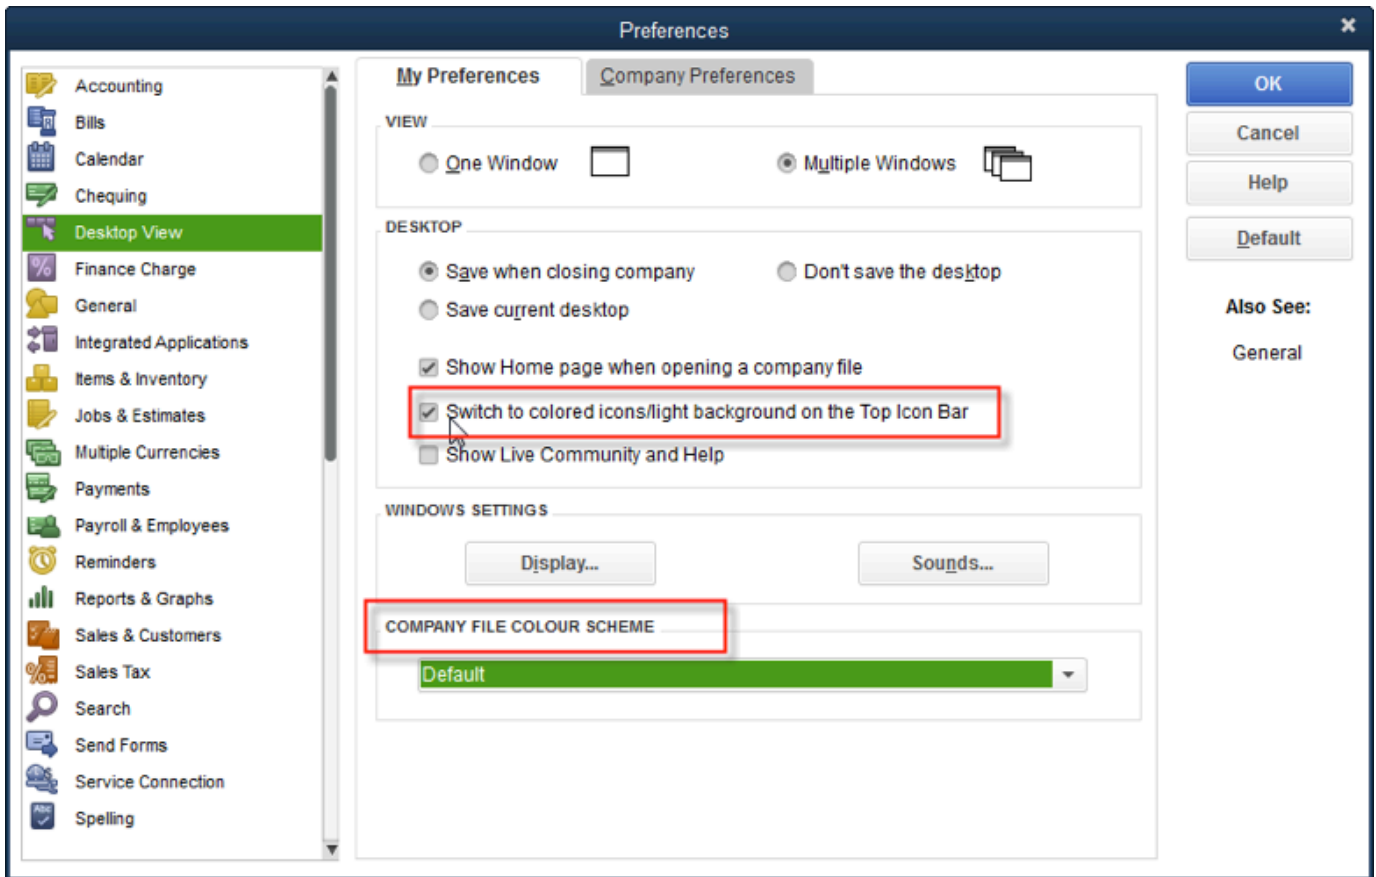 Preferences
Accounting
Bills
Calendar
Chequing
Desktop View
Finance Charge
General
Integrated Applications
Items & Inventory
Jobs & Estimates
Multiple Currencies
Payments
Payroll & Employees
Reminders
Reports & Graphs
Sales & Customers
Sales Tax
Search
Send Forms
Service Connection
Abc
Spelling
My Preferences
Company Preferences
VIEW
One Window
Multiple Windows
DESKTOP
Save when closing company
Don't save the desktop
Save current desktop
Show Home page when opening a company file
Switch to colored icons/light background on the Top Icon Bar
Show Live Community and Help
WINDOWS SETTINGS
Display...
Sounds...
COMPANY FILE COLOUR SCHEME
Default
OK
Cancel
Help
Default
Also See:
General